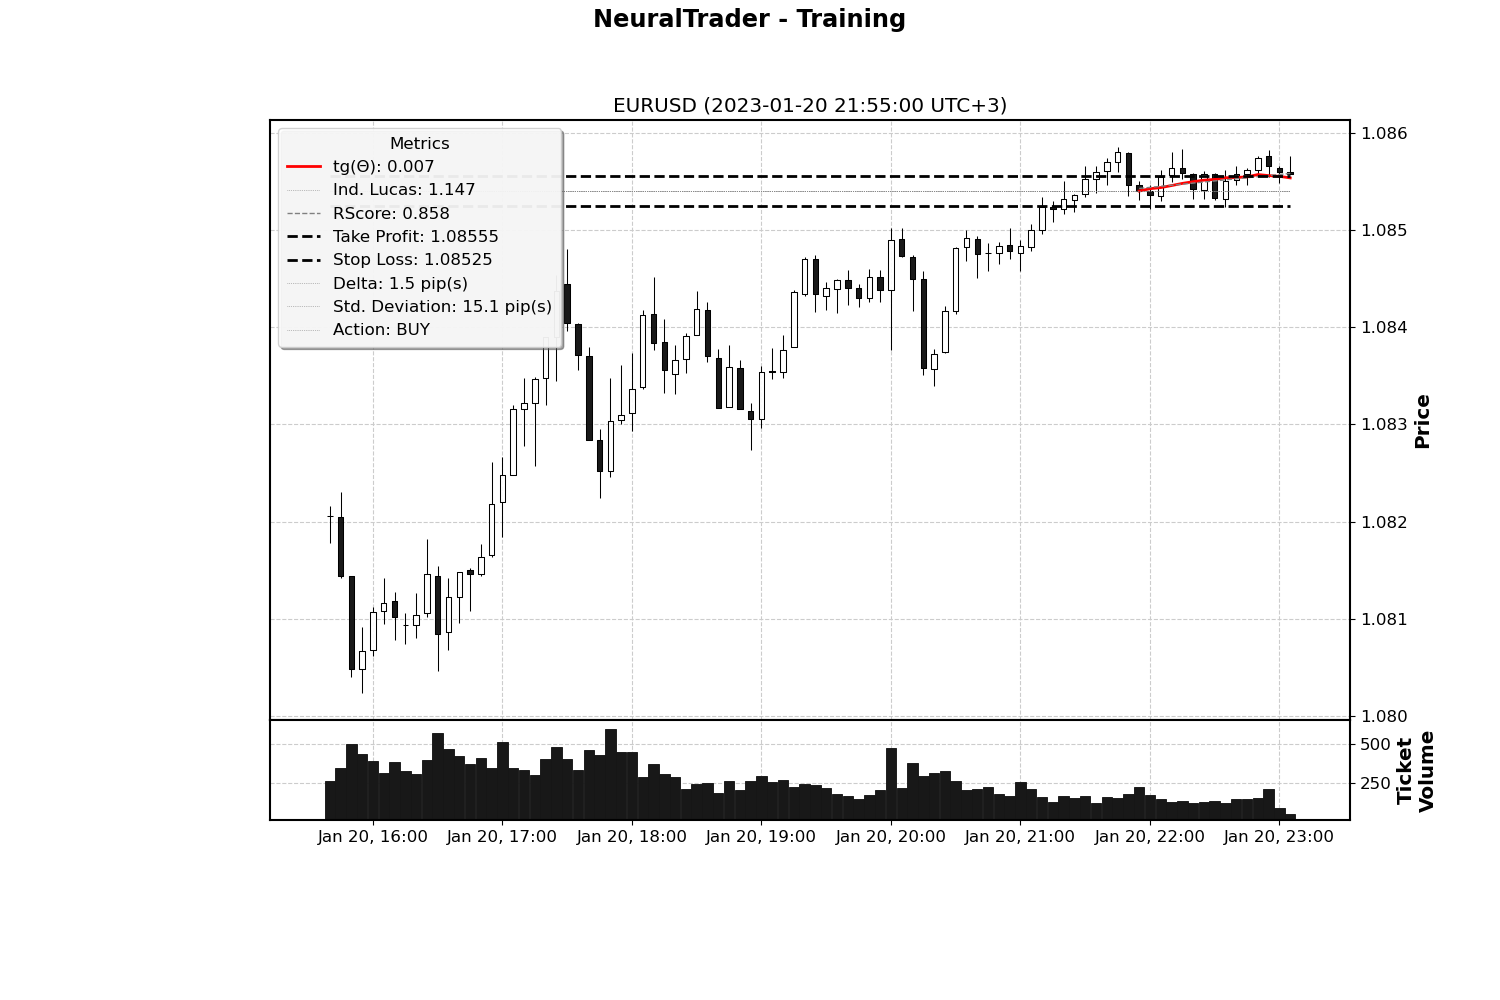 NeuralTrader - Training
EURUSD (2023-01-20 21:55:00 UTC+3)
Metrics
tg(Θ): 0.007
Ind. Lucas: 1.147
RScore: 0.858
Take Profit: 1.08555
Stop Loss: 1.08525
Delta: 1.5 pip(s)
Std. Deviation: 15.1 pip(s)
Action: BUY
1.086
1.085
1.084
1.083
1.082
1.081
1.080
Price
500
250
Ticket
Volume
Jan 20, 16:00 Jan 20, 17:00 Jan 20, 18:00 Jan 20, 19:00 Jan 20, 20:00 Jan 20, 21:00 Jan 20, 22:00 Jan 20, 23:00